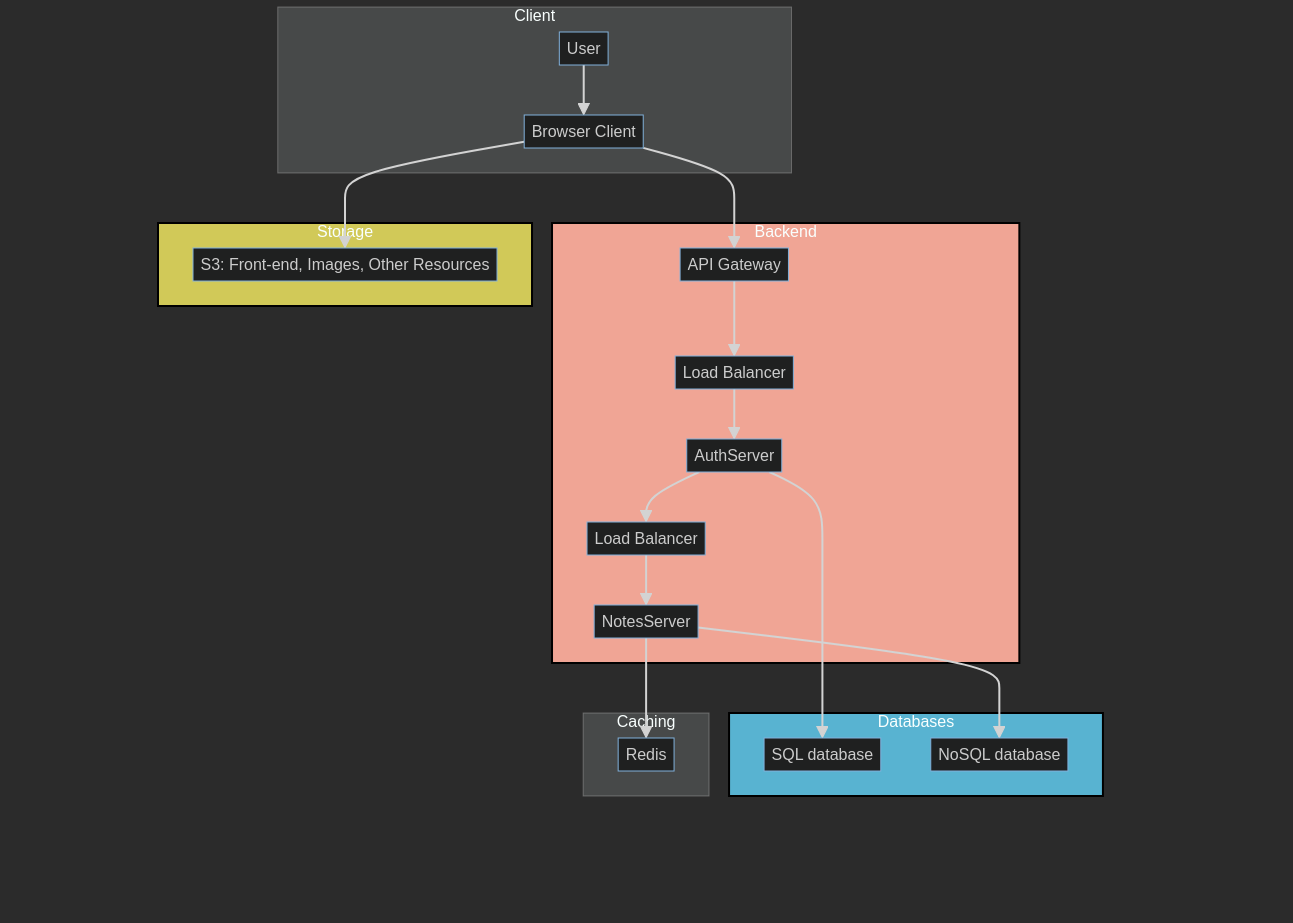 Client
User
Browser Client
Storage
S3: Front-end, Images, Other Resources
Backend
API Gateway
Load Balancer
AuthServer
Load Balancer
NotesServer
Caching
Redis
Databases
SQL database
NoSQL database